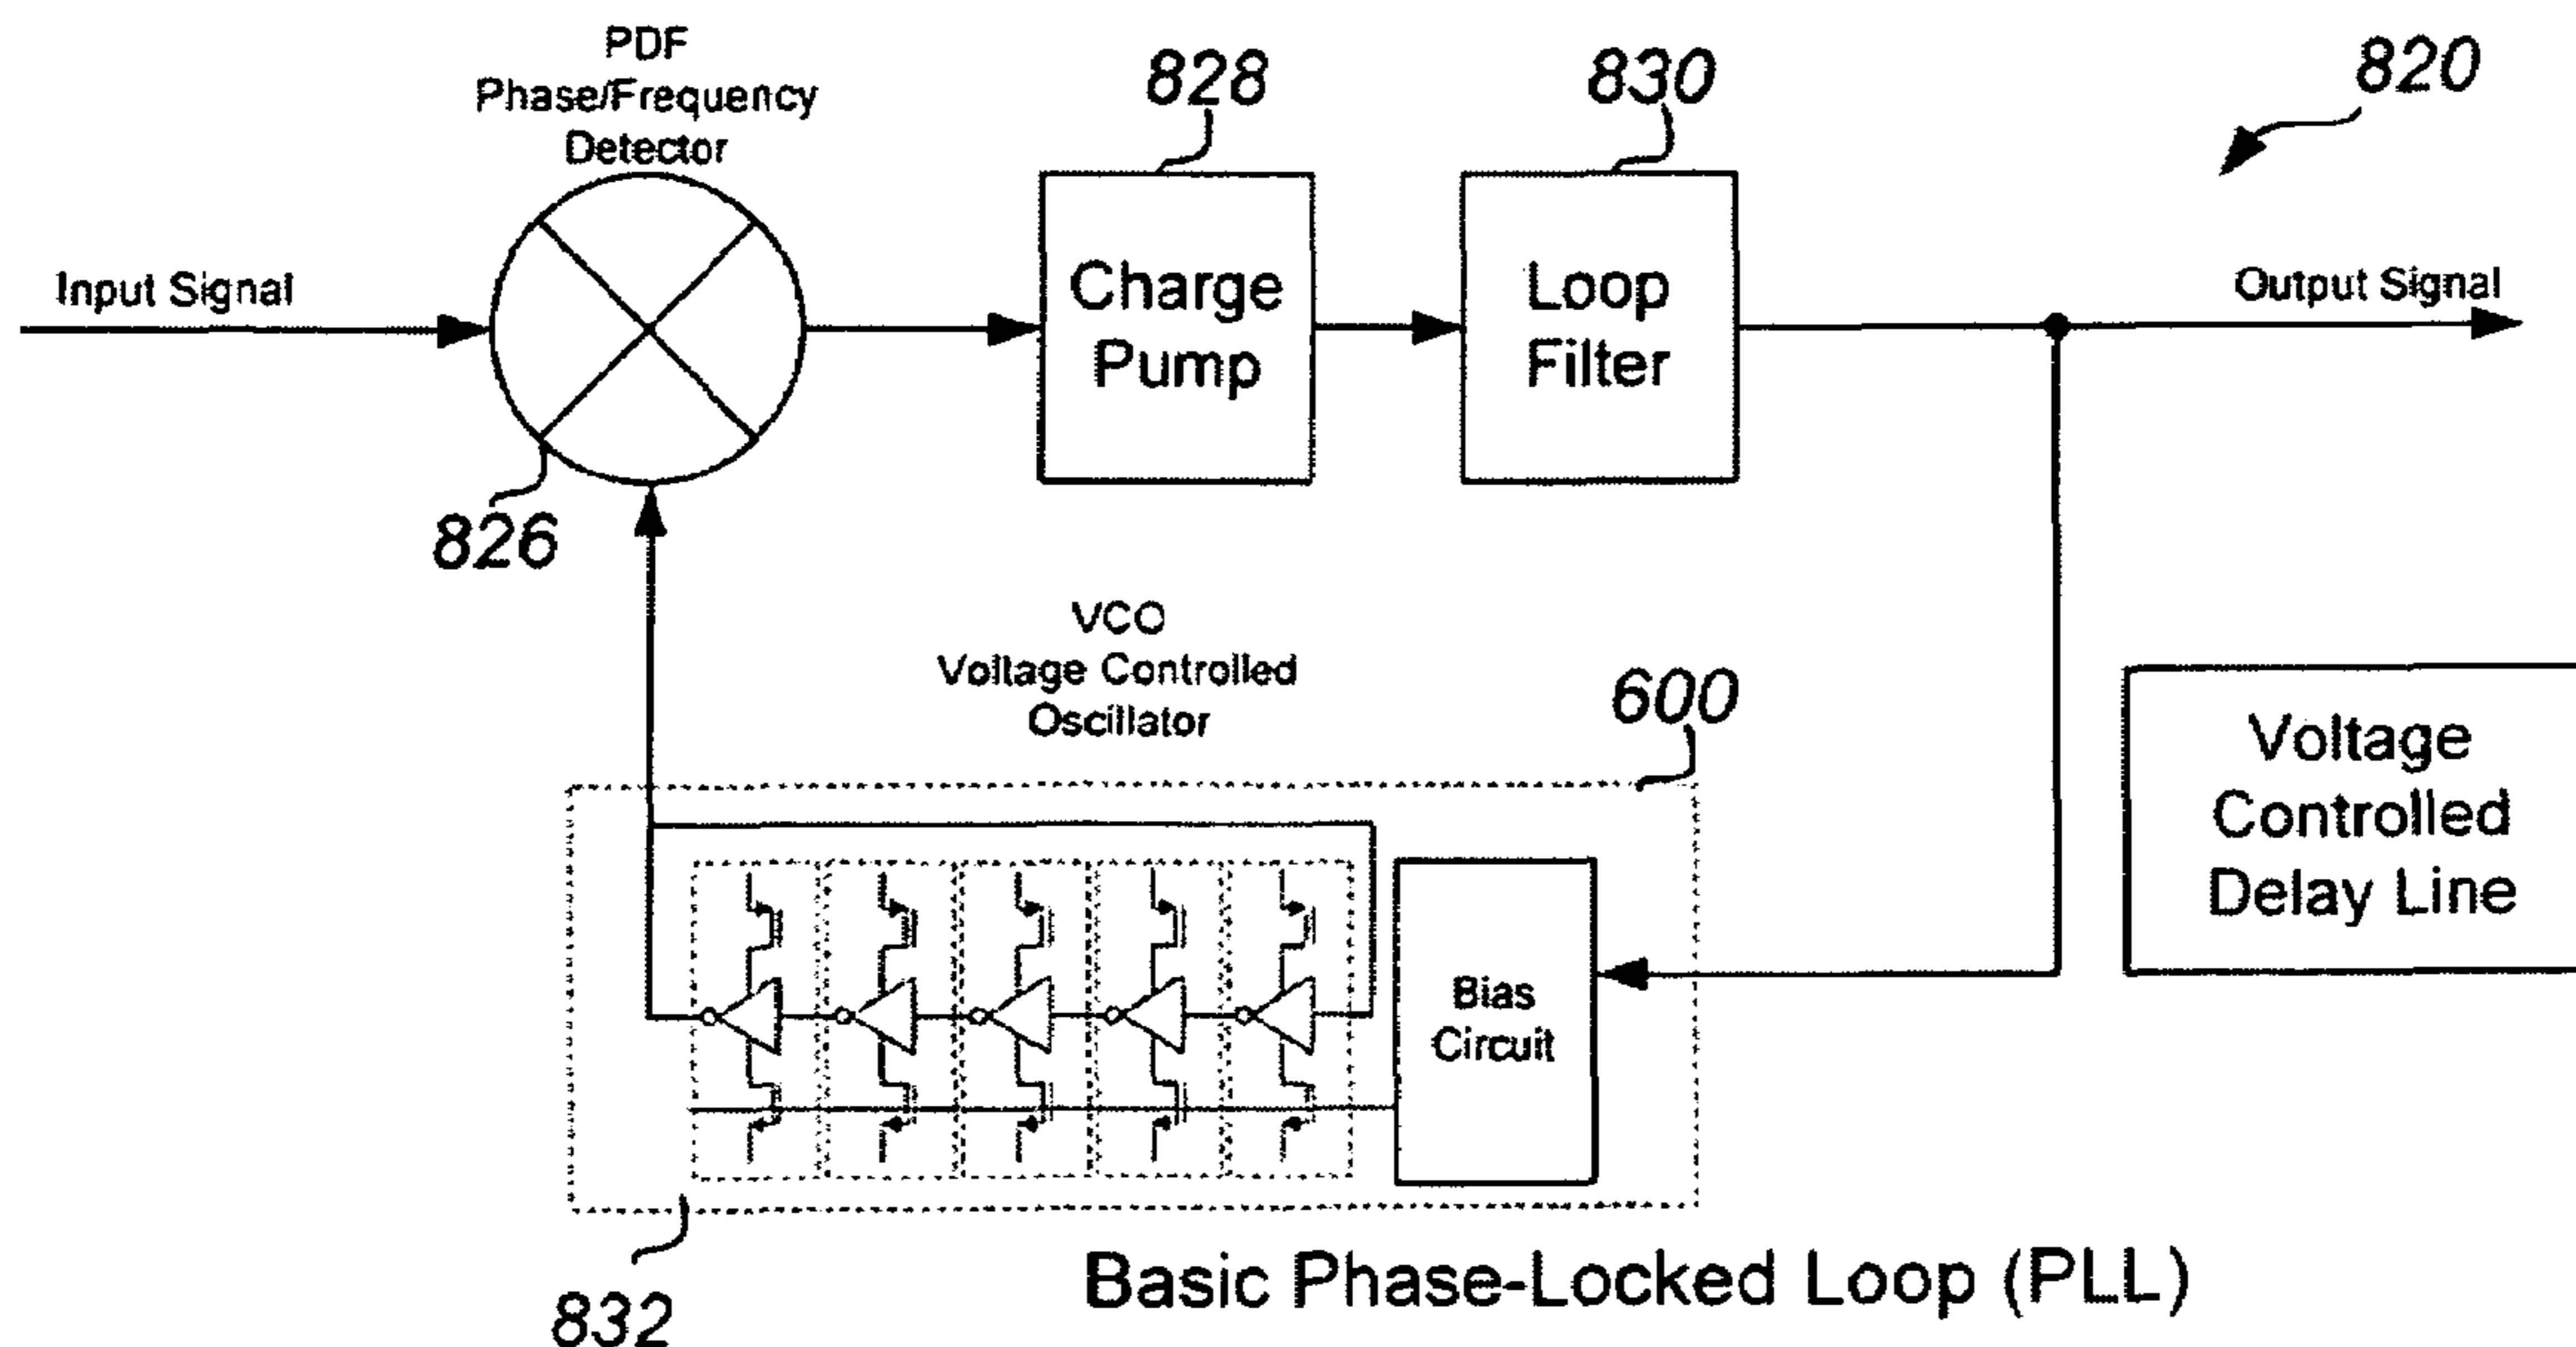 PDF
Phase/Frequency
Detector
828
830
820
Input Signal
Charge
Pump
Loop
Filter
Output Signal
826
VCO
Voltage Controlled
Oscillator
600
Voltage
Controlled
Delay Line
Bias
Circuit
832
Basic Phase-Locked Loop (PLL)